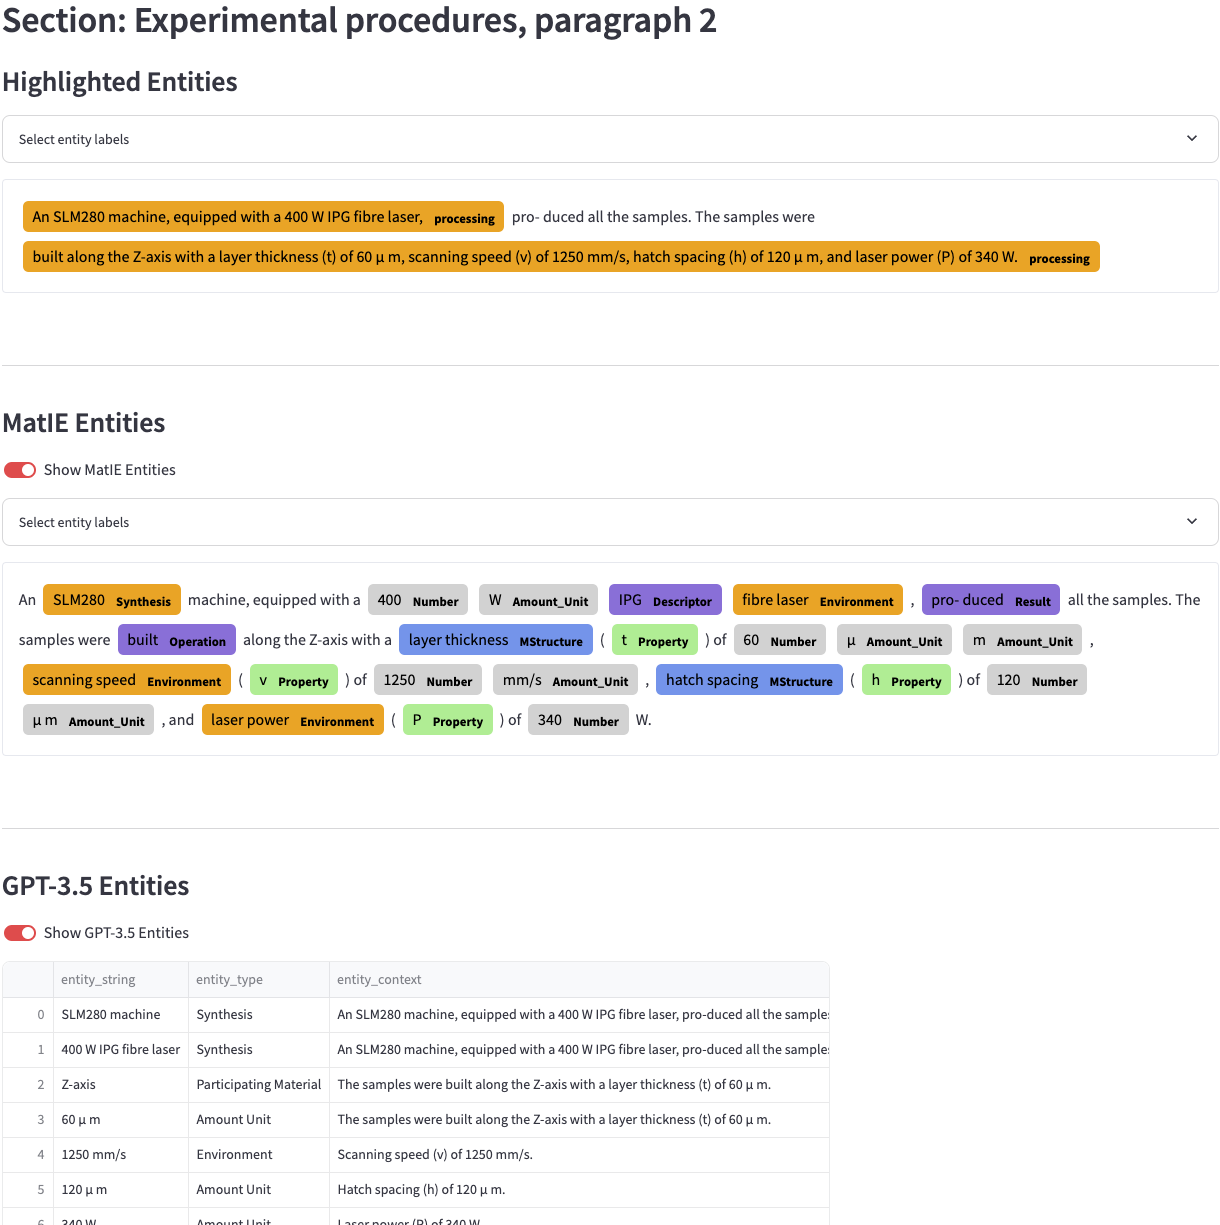 Section: Experimental procedures, paragraph 2
Highlighted Entities
Select entity labels
An SLM280 machine, equipped with a 400 W IPG fibre laser, processing pro- duced all the samples. The samples were
built along the Z-axis with a layer thickness (t) of 60 µ m, scanning speed (v) of 1250 mm/s, hatch spacing (h) of 120 µ m, and laser power (P) of 340 W. processing
MatIE Entities
Show MatIE Entities
Select entity labels
An SLM280 Synthesis machine, equipped with a 400 Number W Amount_Unit IPG Descriptor fibre laser Environment , pro- duced Result all the samples. The
samples were built Operation along the Z-axis with a layer thickness MStructure ( t Property ) of 60 Number µ Amount_Unit m Amount_Unit ,
scanning speed Environment ( v Property ) of 1250 Number mm/s Amount_Unit , hatch spacing MStructure ( h Property ) of 120 Number
µ m Amount_Unit , and laser power Environment ( P Property ) of 340 Number W.
GPT-3.5 Entities
Show GPT-3.5 Entities
entity_string entity_type entity_context
0 SLM280 machine Synthesis An SLM280 machine, equipped with a 400 W IPG fibre laser, pro-duced all the sample
1 400 W IPG fibre laser Synthesis An SLM280 machine, equipped with a 400 W IPG fibre laser, pro-duced all the sample
2 Z-axis Participating Material The samples were built along the Z-axis with a layer thickness (t) of 60 µ m.
3 60 µ m Amount Unit The samples were built along the Z-axis with a layer thickness (t) of 60 µ m.
4 1250 mm/s Environment Scanning speed (v) of 1250 mm/s.
5 120 µ m Amount Unit Hatch spacing (h) of 120 µ m.
6 340 W Amount Unit Laser power (P) of 340 W.